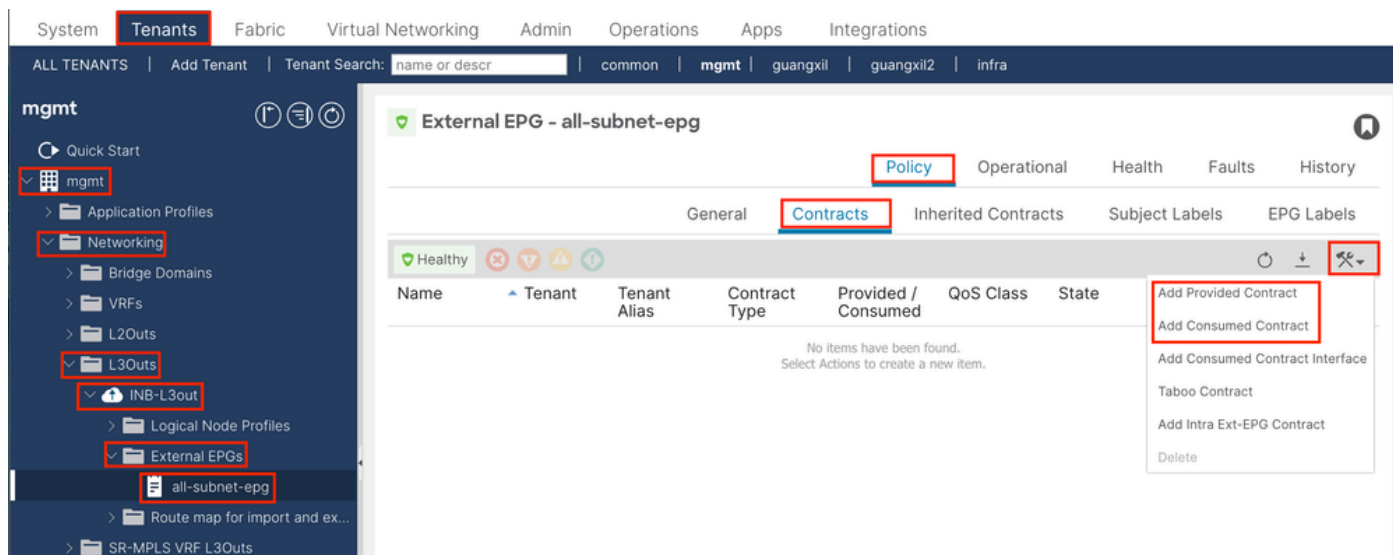 System Tenants Fabric Virtual Networking Admin Operations Apps Integrations
ALL TENANTS | Add Tenant | Tenant Search: name or descr | common | mgmt | guangxil | guangxil2 | infra
mgmt
Quick Start
mgmt
Application Profiles
Networking
Bridge Domains
VRFs
L2Outs
L3Outs
INB-L3out
Logical Node Profiles
External EPGs
all-subnet-epg
Route map for import and ex...
SR-MPLS VRF L3Outs
External EPG - all-subnet-epg
Policy Operational Health Faults History
General Contracts Inherited Contracts Subject Labels EPG Labels
Healthy
Name Tenant Tenant Alias Contract Type Provided / Consumed QoS Class State
No items have been found.
Select Actions to create a new item.
Add Provided Contract
Add Consumed Contract
Add Consumed Contract Interface
Taboo Contract
Add Intra Ext-EPG Contract
Delete